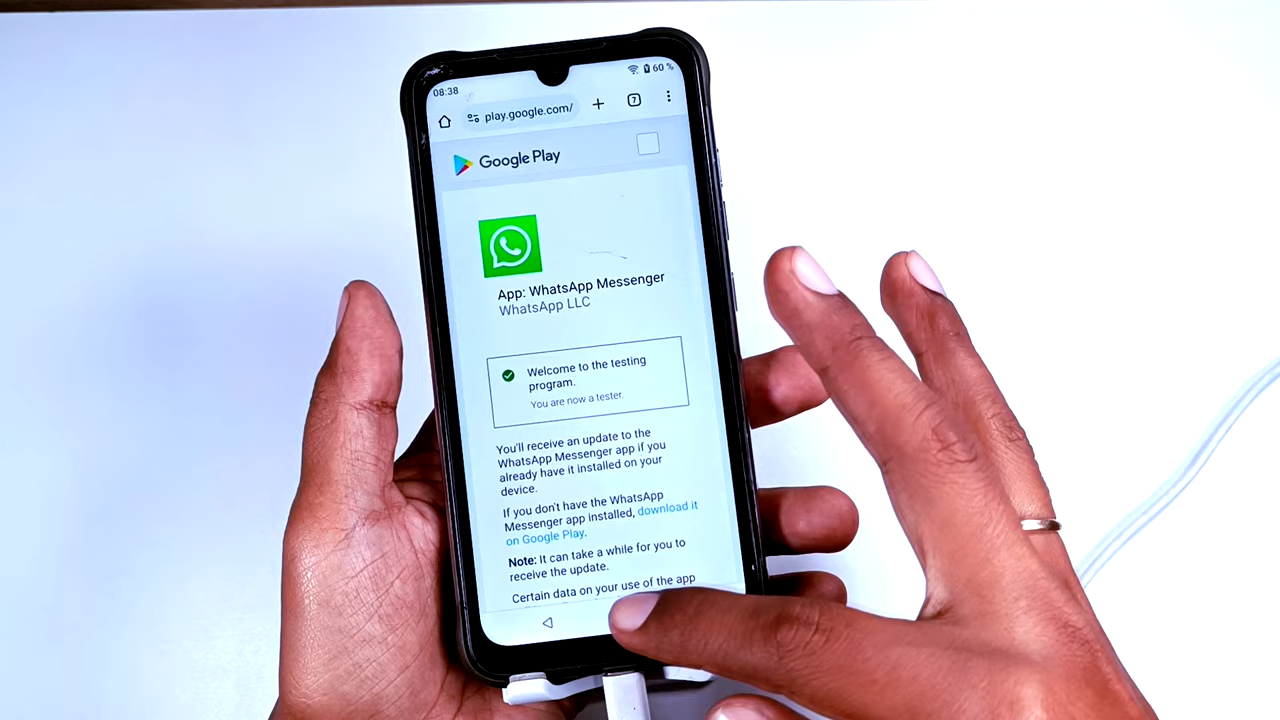 08:38
60 %
play.google.com/
7
Google Play
App: WhatsApp Messenger
WhatsApp LLC
Welcome to the testing
program.
You are now a tester.
You'll receive an update to the
WhatsApp Messenger app if you
already have it installed on your
device.
If you don't have the WhatsApp
Messenger app installed, download it
on Google Play.
Note: It can take a while for you to
receive the update.
Certain data on your use of the app